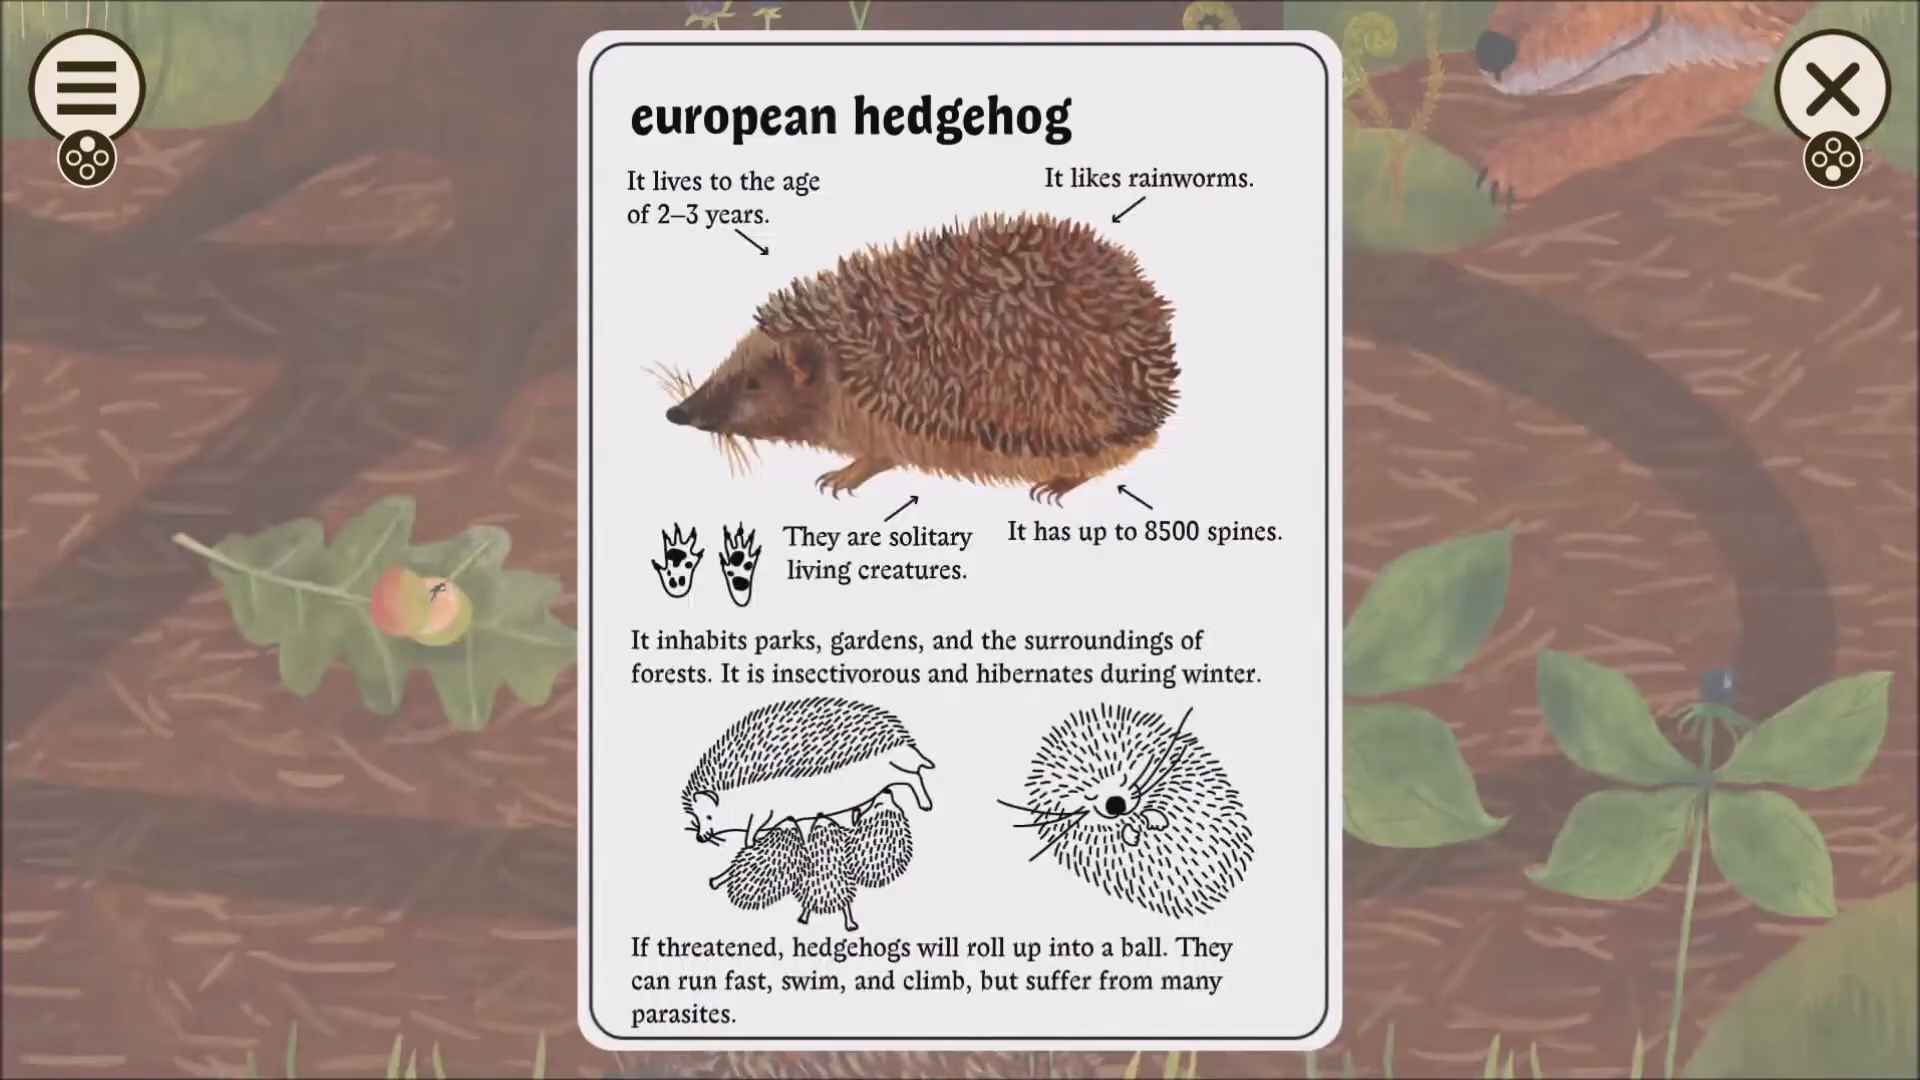 european hedgehog
It lives to the age
of 2–3 years.
It likes rainworms.
They are solitary
living creatures.
It has up to 8500 spines.
It inhabits parks, gardens, and the surroundings of
forests. It is insectivorous and hibernates during winter.
If threatened, hedgehogs will roll up into a ball. They
can run fast, swim, and climb, but suffer from many
parasites.